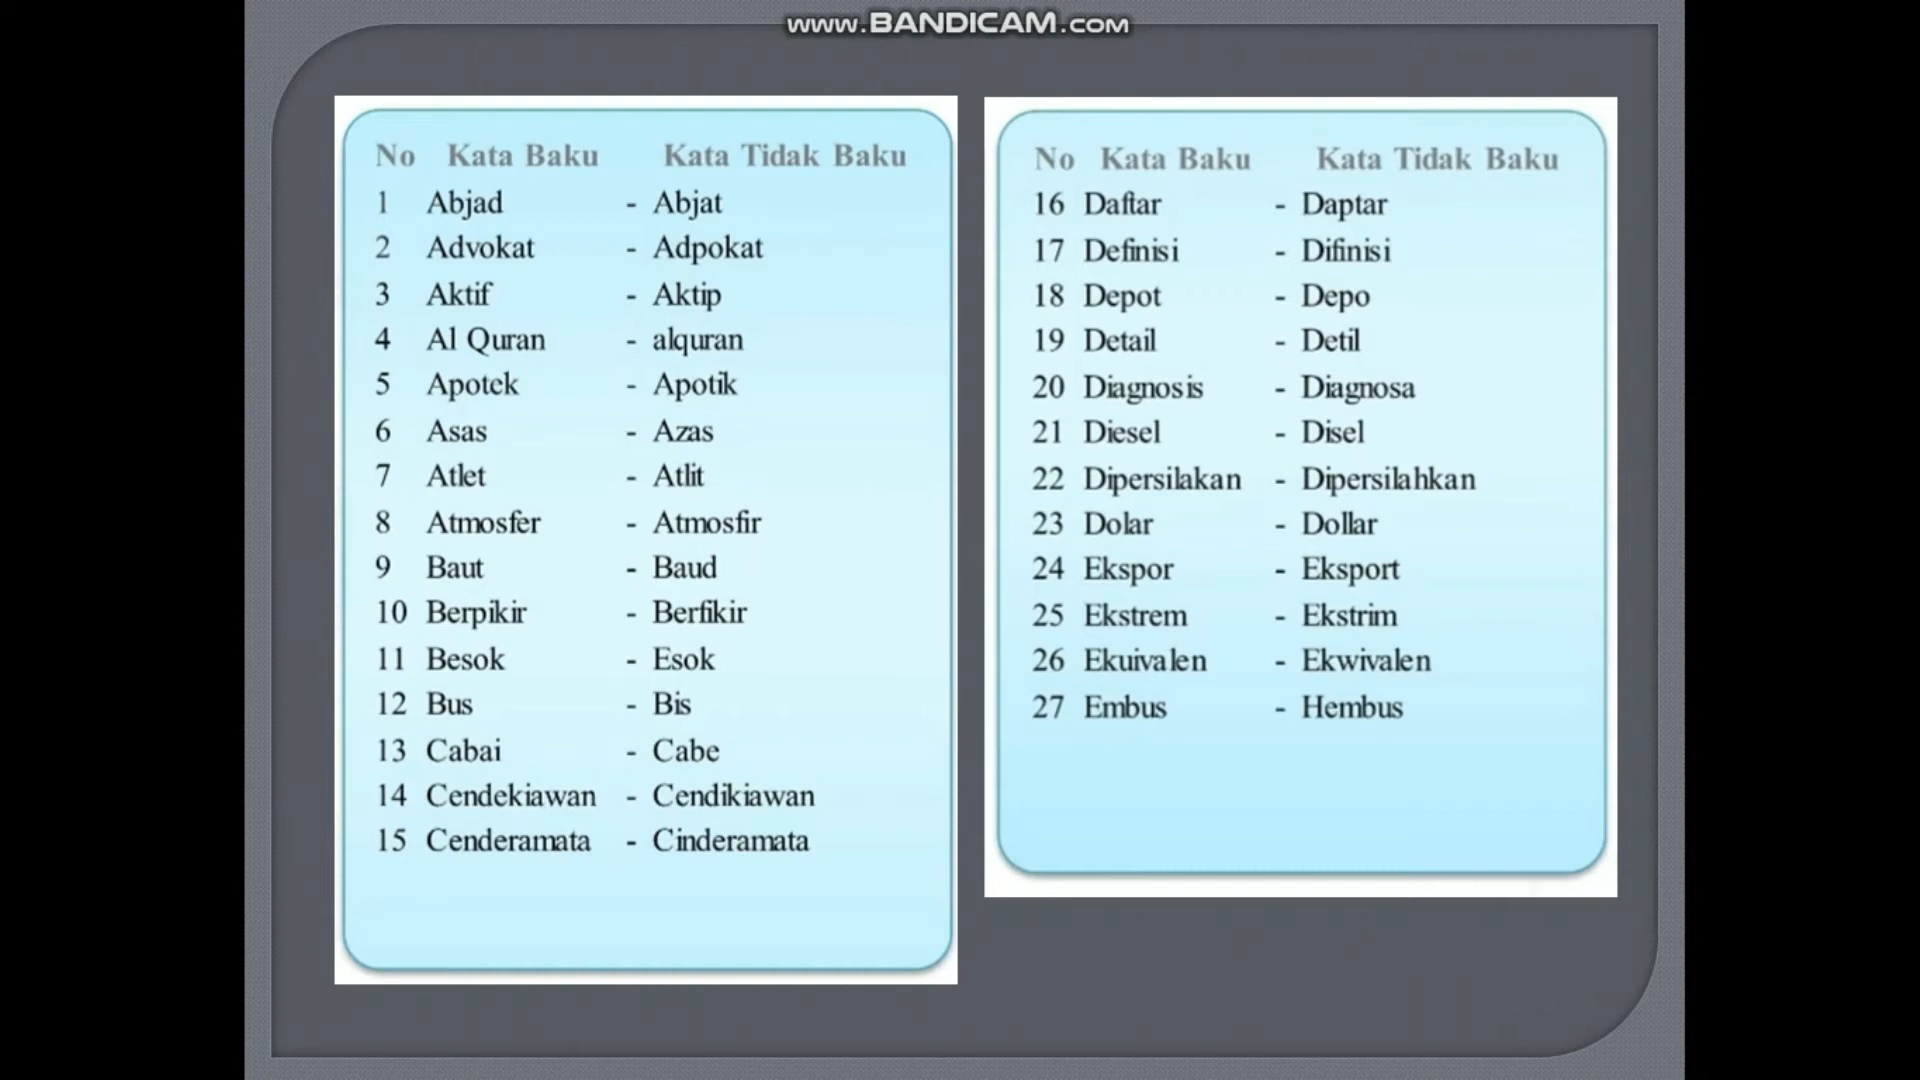 www.BANDICAM.com
No Kata Baku Kata Tidak Baku
1 Abjad - Abjat
2 Advokat - Adpokat
3 Aktif - Aktip
4 Al Quran - alquran
5 Apotek - Apotik
6 Asas - Azas
7 Atlet - Atlit
8 Atmosfer - Atmosfir
9 Baut - Baud
10 Berpikir - Berfikir
11 Besok - Esok
12 Bus - Bis
13 Cabai - Cabe
14 Cendekiawan - Cendikiawan
15 Cenderamata - Cinderamata
No Kata Baku Kata Tidak Baku
16 Daftar - Daptar
17 Definisi - Difinisi
18 Depot - Depo
19 Detail - Detil
20 Diagnosis - Diagnosa
21 Diesel - Disel
22 Dipersilakan - Dipersilahkan
23 Dolar - Dollar
24 Ekspor - Eksport
25 Ekstrem - Ekstrim
26 Ekuivalen - Ekwivalen
27 Embus - Hembus